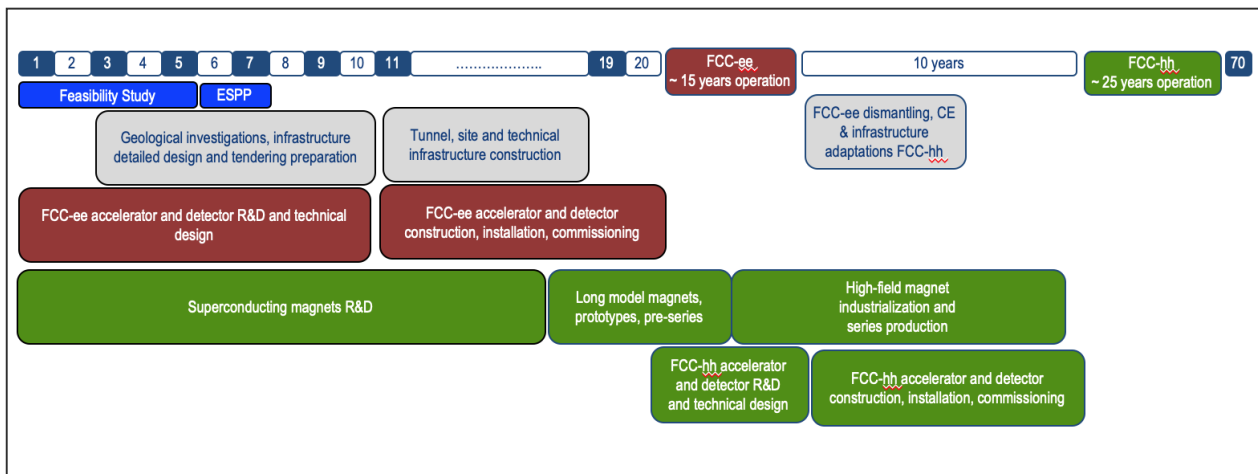 1 2 3 4 5 6 7 8 9 10 11 ................... 19 20
FCC-ee
~ 15 years operation
10 years
FCC-hh
~ 25 years operation
70
Feasibility Study
ESPP
Geological investigations, infrastructure
detailed design and tendering preparation
Tunnel, site and technical
infrastructure construction
FCC-ee dismantling, CE
& infrastructure
adaptations FCC-hh
FCC-ee accelerator and detector R&D and technical
design
FCC-ee accelerator and detector
construction, installation, commissioning
Superconducting magnets R&D
Long model magnets,
prototypes, pre-series
High-field magnet
industrialization and
series production
FCC-hh accelerator
and detector R&D
and technical design
FCC-hh accelerator and detector
construction, installation, commissioning